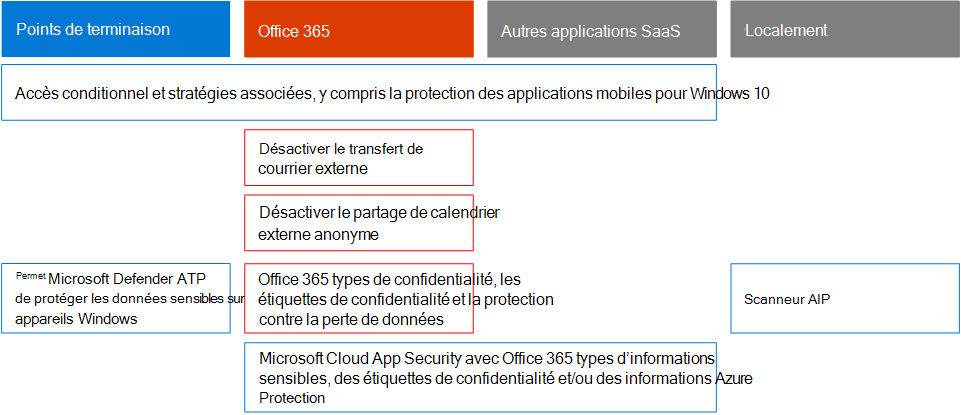 Points de terminaison
Office 365
Autres applications SaaS
Localement
Accès conditionnel et stratégies associées, y compris la protection des applications mobiles pour Windows 10
Désactiver le transfert de
courrier externe
Désactiver le partage de calendrier
externe anonyme
Permet Microsoft Defender ATP
de protéger les données sensibles sur
appareils Windows
Office 365 types de confidentialité, les
étiquettes de confidentialité et la protection
contre la perte de données
Scanneur AIP
Microsoft Cloud App Security avec Office 365 types d’informations
sensibles, des étiquettes de confidentialité et/ou des informations Azure
Protection